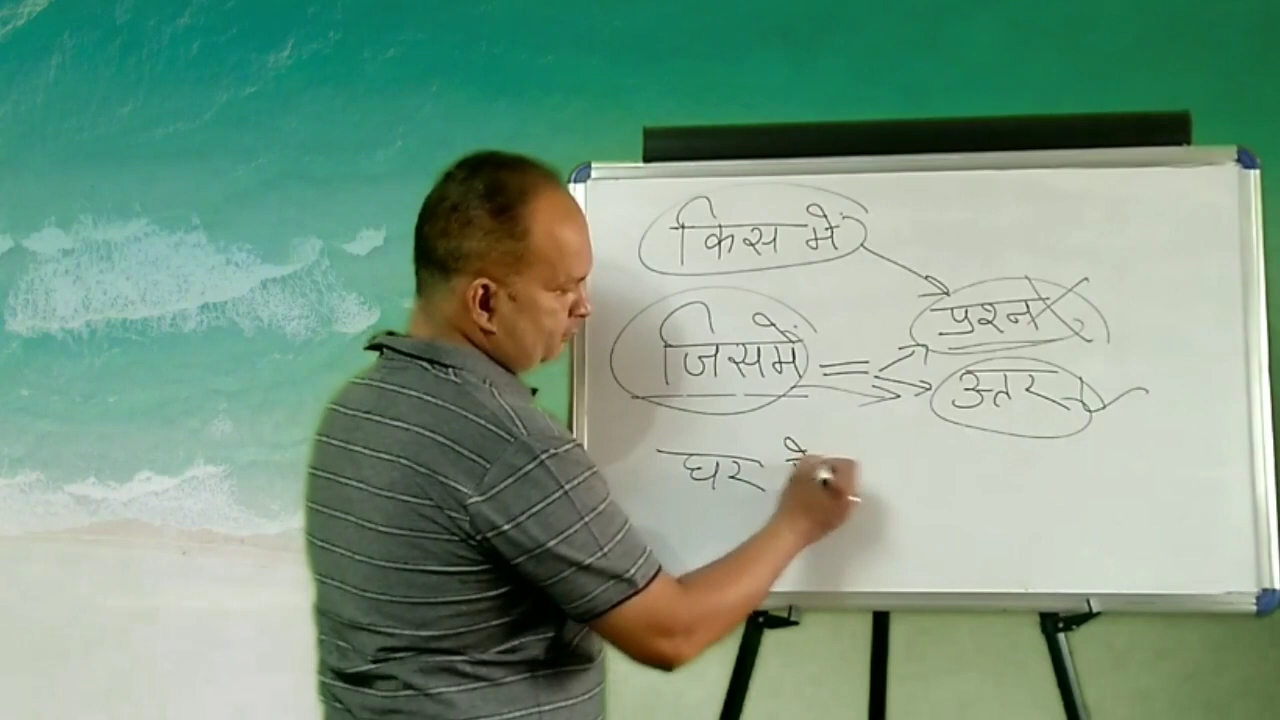 किस में
प्रश्न
जिसमें =
उत्तर
घर